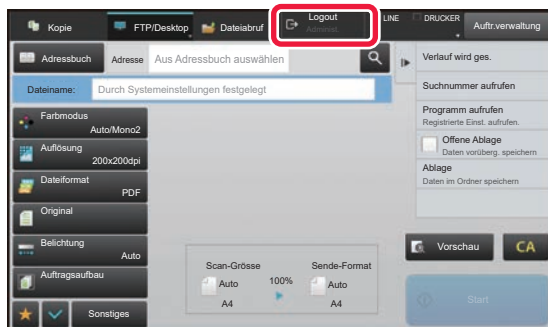 Kopie
FTP/Desktop
Dateiabruf
Logout
Administ.
LINE
DRUCKER
Auftr.verwaltung
Adressbuch
Adresse
Aus Adressbuch auswählen
Verlauf wird ges.
Dateiname:
Durch Systemeinstellungen festgelegt
Suchnummer aufrufen
Farbmodus
Auto/Mono2
Programm aufrufen
Registrierte Einst. aufrufen.
Auflösung
200x200dpi
Offene Ablage
Daten vorüberg. speichern
Dateiformat
PDF
Ablage
Daten im Ordner speichern
Original
Belichtung
Auto
Vorschau
CA
Scan-Grösse
Sende-Format
Auto
100%
Auto
A4
A4
Auftragsaufbau
Start
Sonstiges